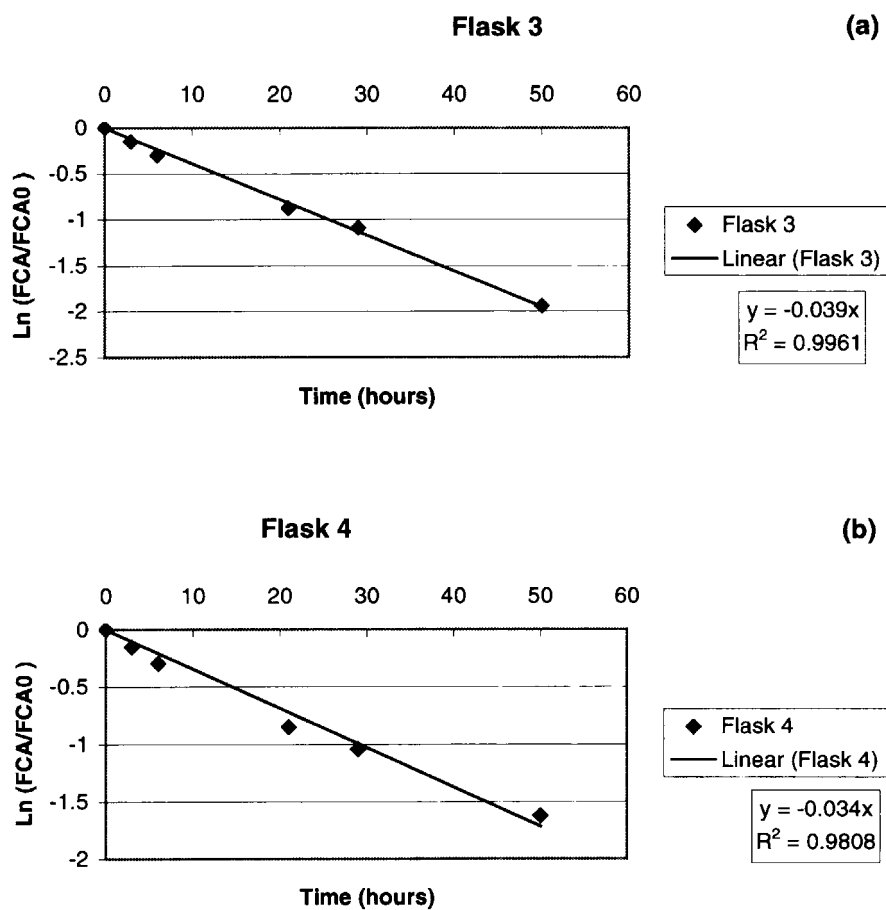 Flask 3
(a)
0 10 20 30 40 50 60
0
-0.5
-1
-1.5
-2
-2.5
Ln (FCA/FCA0 )
Time (hours)
Flask 3
Linear (Flask 3)
y = -0.039x
R² = 0.9961
Flask 4
(b)
0 10 20 30 40 50 60
0
-0.5
-1
-1.5
-2
Ln (FCA/FCA0 )
Time (hours)
Flask 4
Linear (Flask 4)
y = -0.034x
R² = 0.9808